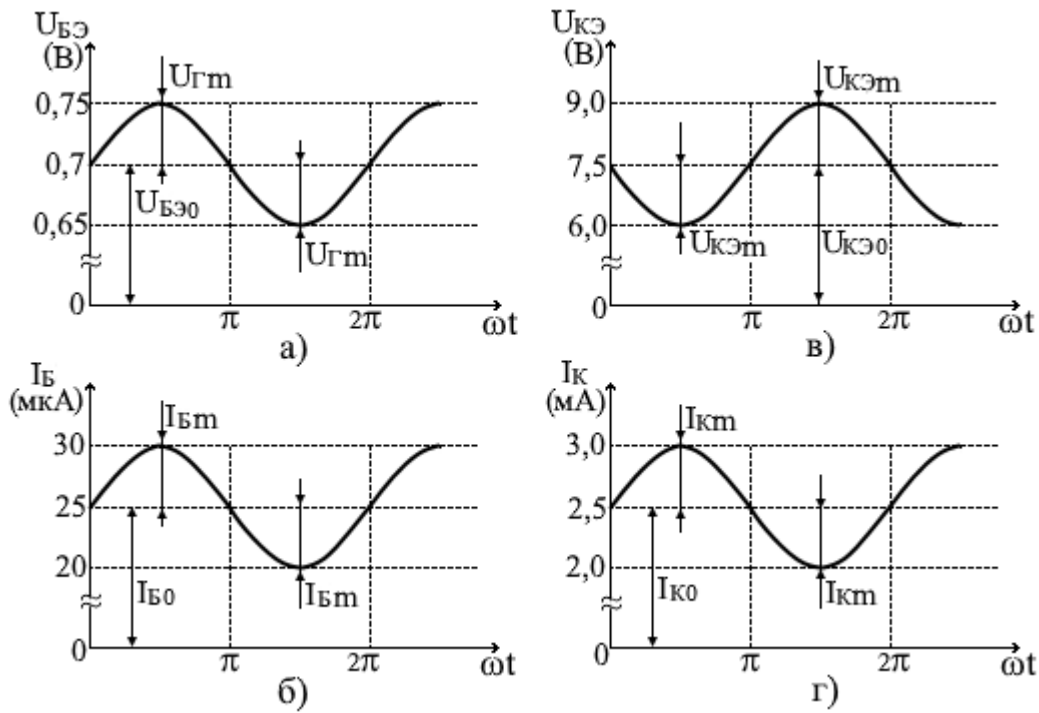 UБЭ
(В)
UГm
0,75
0,7
UБЭ0
0,65
UГm
0
π
2π
ωt
а)
UКЭ
(В)
UКЭm
9,0
7,5
6,0
UКЭm
UКЭ0
0
π
2π
ωt
в)
IБ
(мкА)
IБm
30
25
20
IБ0
IБm
0
π
2π
ωt
б)
IК
(мА)
IКm
3,0
2,5
2,0
IК0
IКm
0
π
2π
ωt
г)